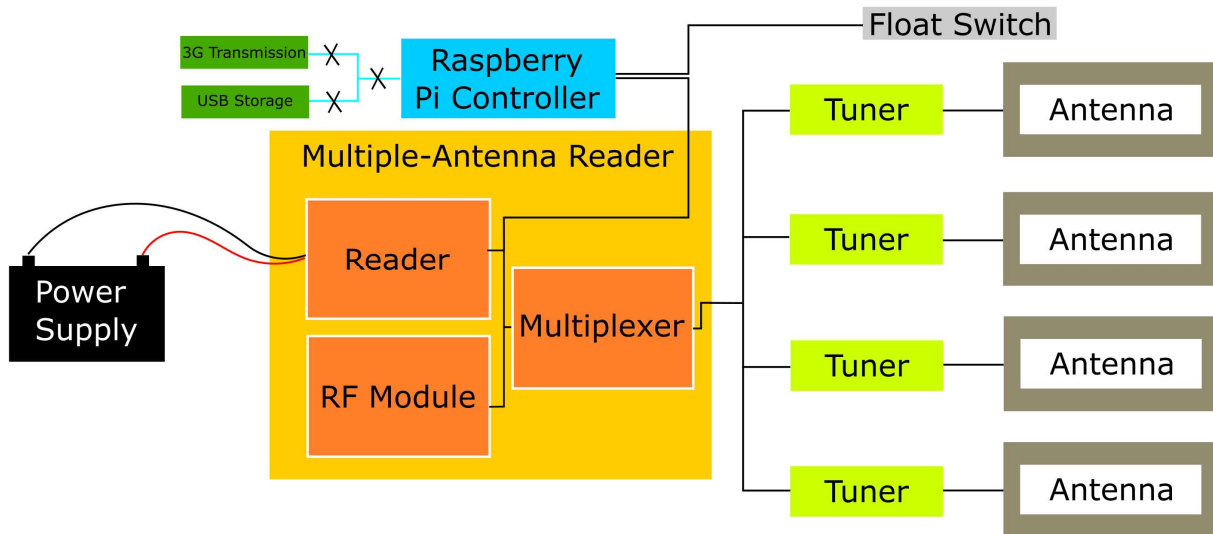 Float Switch
3G Transmission
USB Storage
Raspberry
Pi Controller
Multiple-Antenna Reader
Reader
RF Module
Multiplexer
Power
Supply
Tuner
Antenna
Tuner
Antenna
Tuner
Antenna
Tuner
Antenna